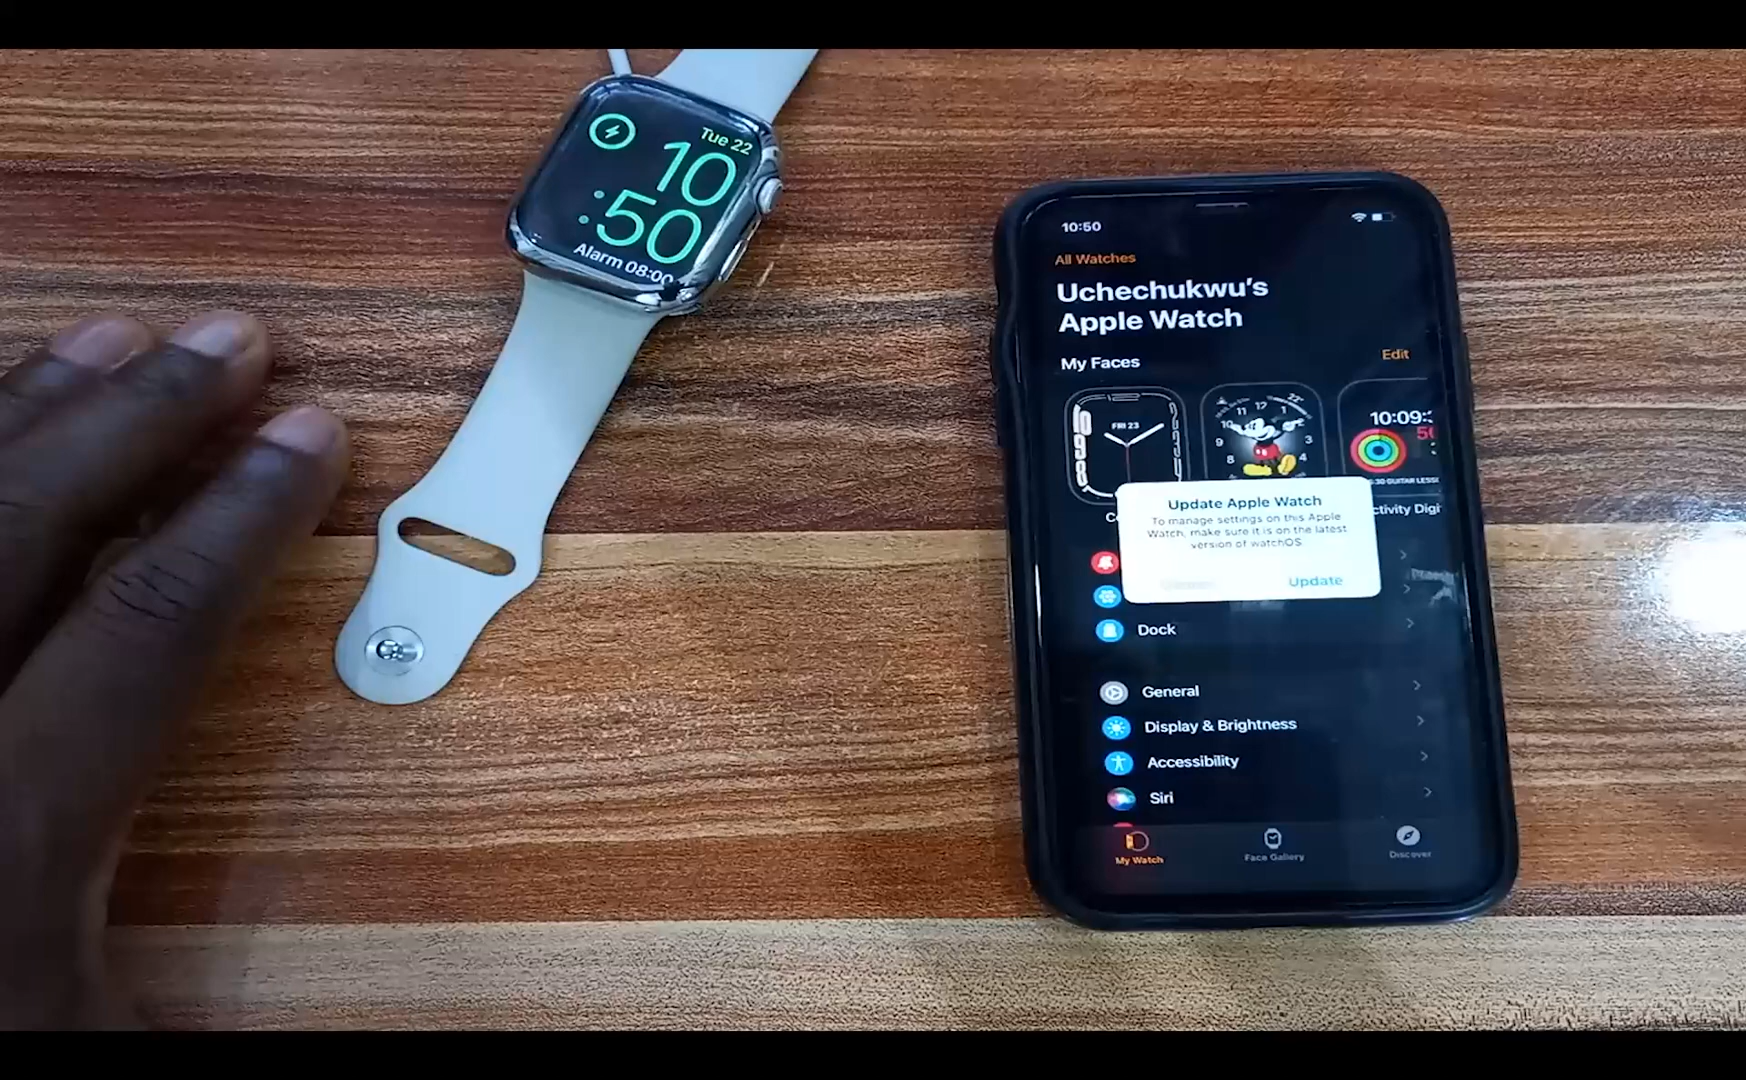 Tue 22
10
:50
Alarm 08:00
10:50
All Watches
Uchechukwu's
Apple Watch
My Faces
Edit
FRI 23
10:09:
GUITAR LESS
Update Apple Watch
To manage settings on this Apple
Watch, make sure it is on the latest
version of watchOS
Update
Dock
General
Display & Brightness
Accessibility
Siri
My Watch
Face Gallery
Discover